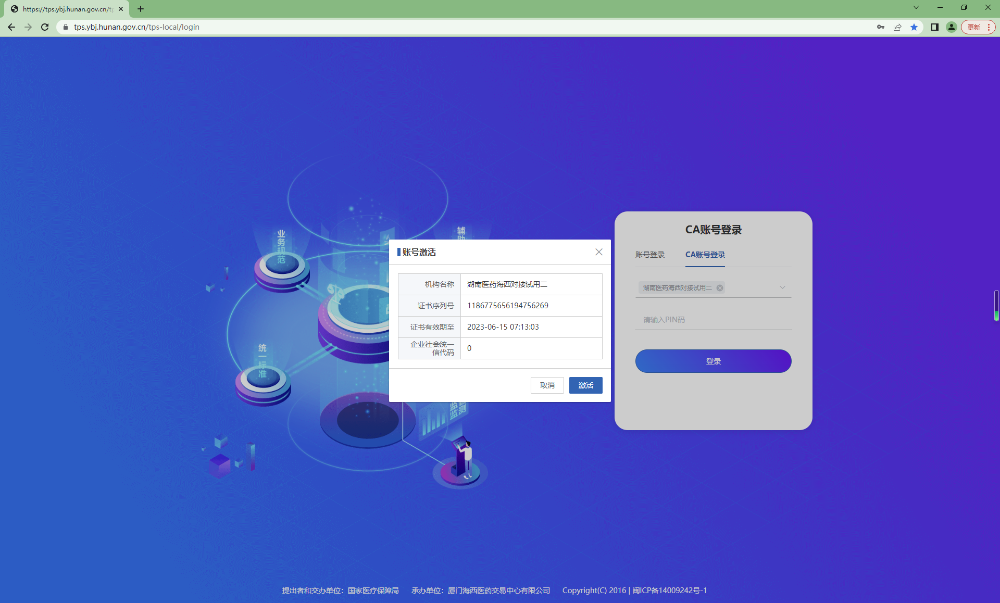 https://tps.ybj.hunan.gov.cn/tp
tps.ybj.hunan.gov.cn/tps-local/login
更新
业务规范
辅助
统一标准
监测
账号激活
机构名称 湖南医药海西对接试用二
证书序列号 1186775656194756269
证书有效期至 2023-06-15 07:13:03
企业社会统一
信代码 0
取消 激活
CA账号登录
账号登录 CA账号登录
湖南医药海西对接试用二
请输入PIN码
登录
提出者和交办单位：国家医疗保障局 承办单位：厦门海西医药交易中心有限公司 Copyright(C) 2016 | 闽ICP备14009242号-1